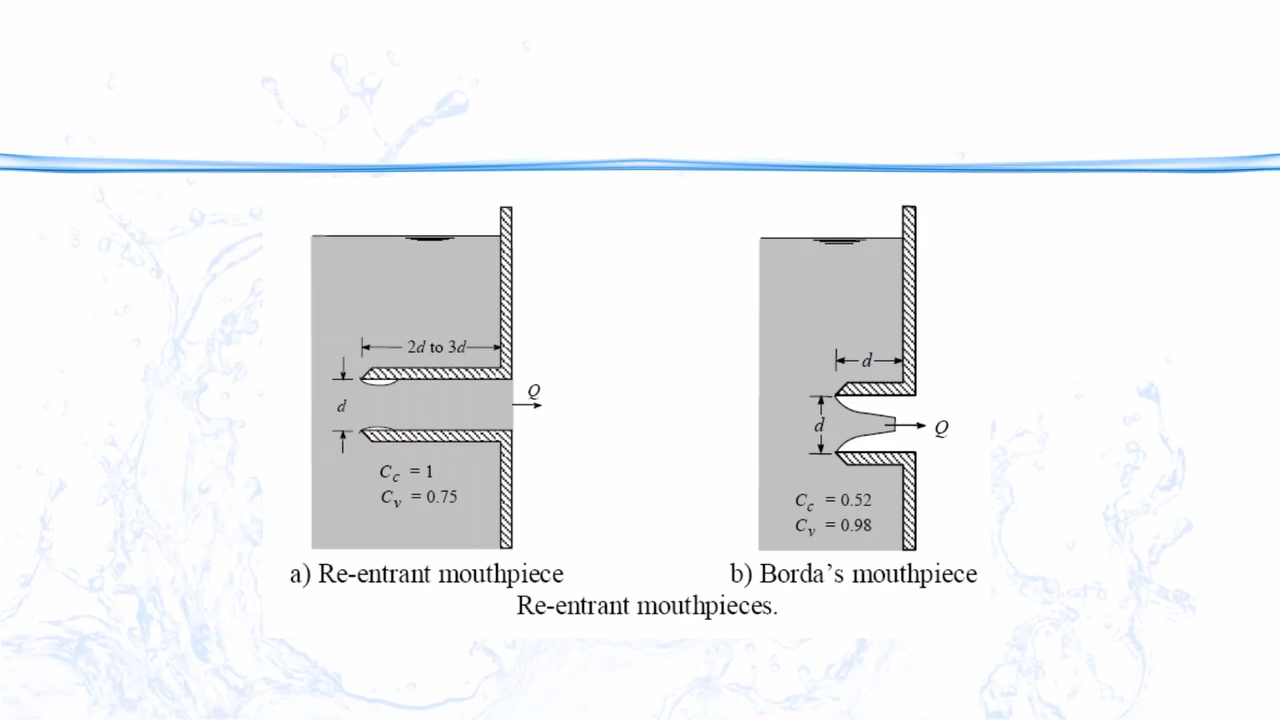 2d to 3d
d
Q
C_c = 1
C_v = 0.75
a) Re-entrant mouthpiece
d
d
Q
C_c = 0.52
C_v = 0.98
b) Borda's mouthpiece
Re-entrant mouthpieces.